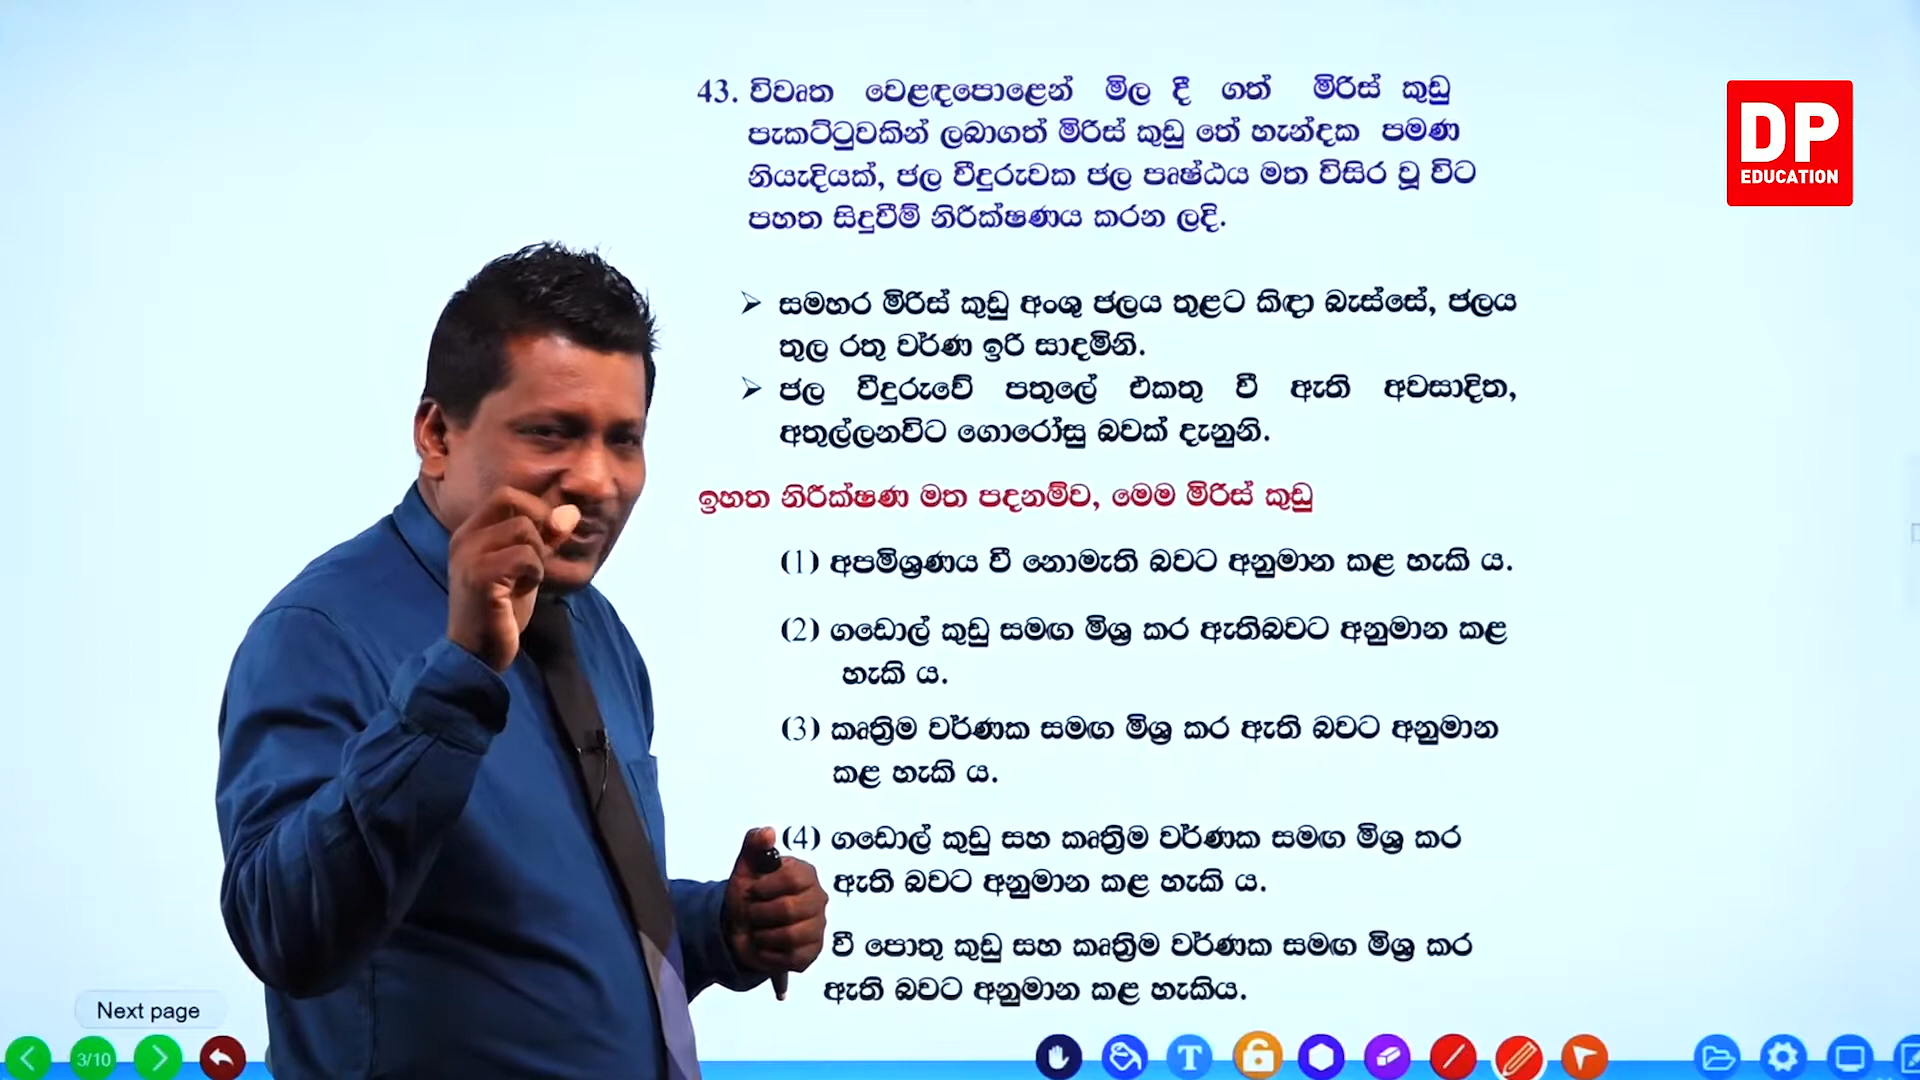 43. විවෘත වෙළඳපොළෙන් මිල දී ගත් මිරිස් කුඩු
පැකට්ටුවකින් ලබාගත් මිරිස් කුඩු තේ හැන්දක පමණ
නියැදියක්, ජල වීදුරුවක ජල පෘෂ්ඨය මත විසිර වූ විට
පහත සිදුවීම් නිරීක්ෂණය කරන ලදි.
➢ සමහර මිරිස් කුඩු අංශු ජලය තුළට කිඳා බැස්සේ, ජලය
තුල රතු වර්ණ ඉරි සාදමිනි.
➢ ජල වීදුරුවේ පතුලේ එකතු වී ඇති අවසාදිත,
අතුල්ලනවිට ගොරෝසු බවක් දැනුනි.
ඉහත නිරීක්ෂණ මත පදනම්ව, මෙම මිරිස් කුඩු
(1) අපමිශ්‍රණය වී නොමැති බවට අනුමාන කළ හැකි ය.
(2) ගඩොල් කුඩු සමඟ මිශ්‍ර කර ඇතිබවට අනුමාන කළ
හැකි ය.
(3) කෘත්‍රිම වර්ණක සමඟ මිශ්‍ර කර ඇති බවට අනුමාන
කළ හැකි ය.
(4) ගඩොල් කුඩු සහ කෘත්‍රිම වර්ණක සමඟ මිශ්‍ර කර
ඇති බවට අනුමාන කළ හැකි ය.
වී පොතු කුඩු සහ කෘත්‍රිම වර්ණක සමඟ මිශ්‍ර කර
ඇති බවට අනුමාන කළ හැකිය.
DP
EDUCATION
Next page
3/10
T